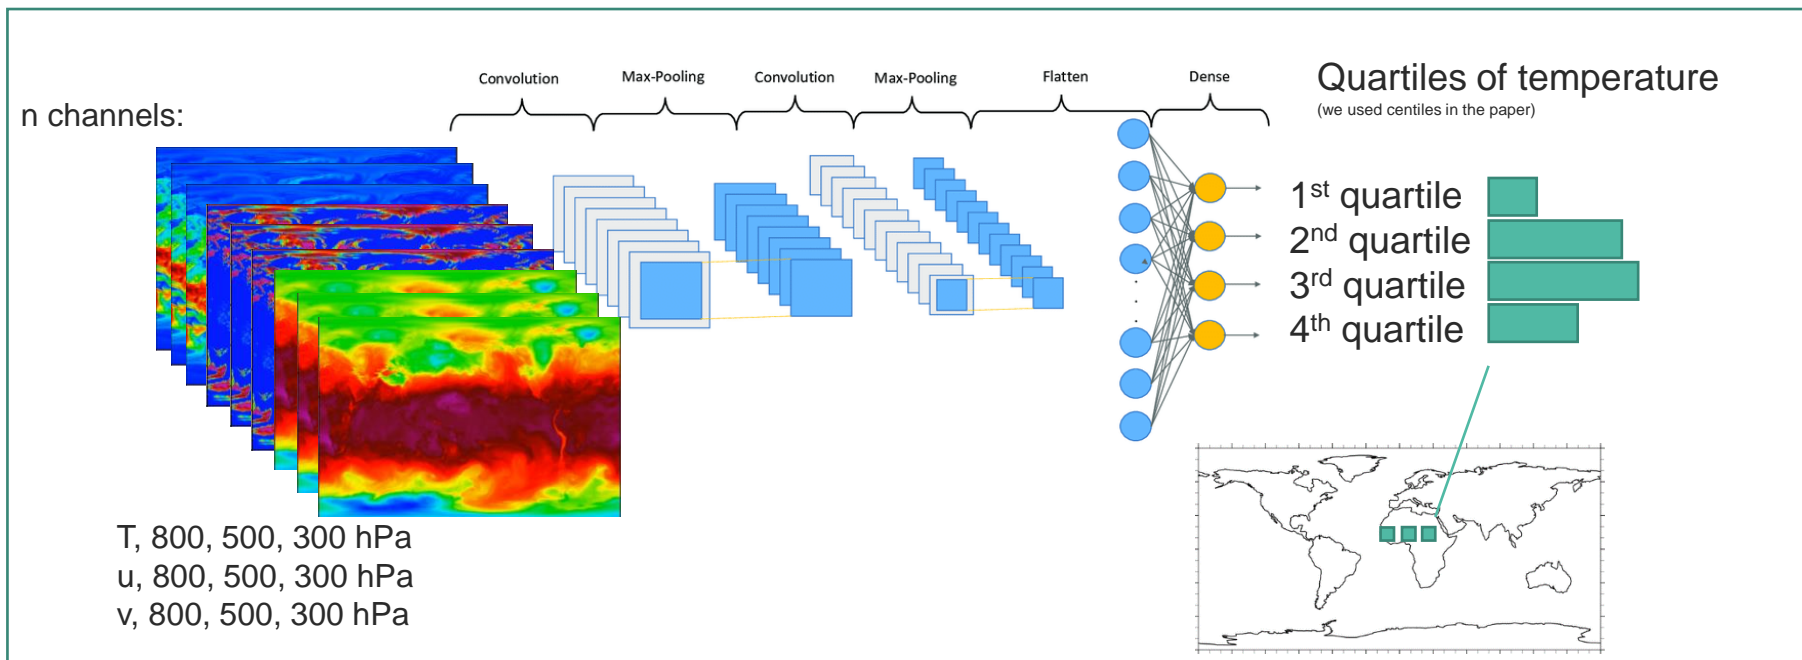 n channels:
Convolution
Max-Pooling
Convolution
Max-Pooling
Flatten
Dense
Quartiles of temperature
(we used centiles in the paper)
1st quartile
2nd quartile
3rd quartile
4th quartile
T, 800, 500, 300 hPa
u, 800, 500, 300 hPa
v, 800, 500, 300 hPa